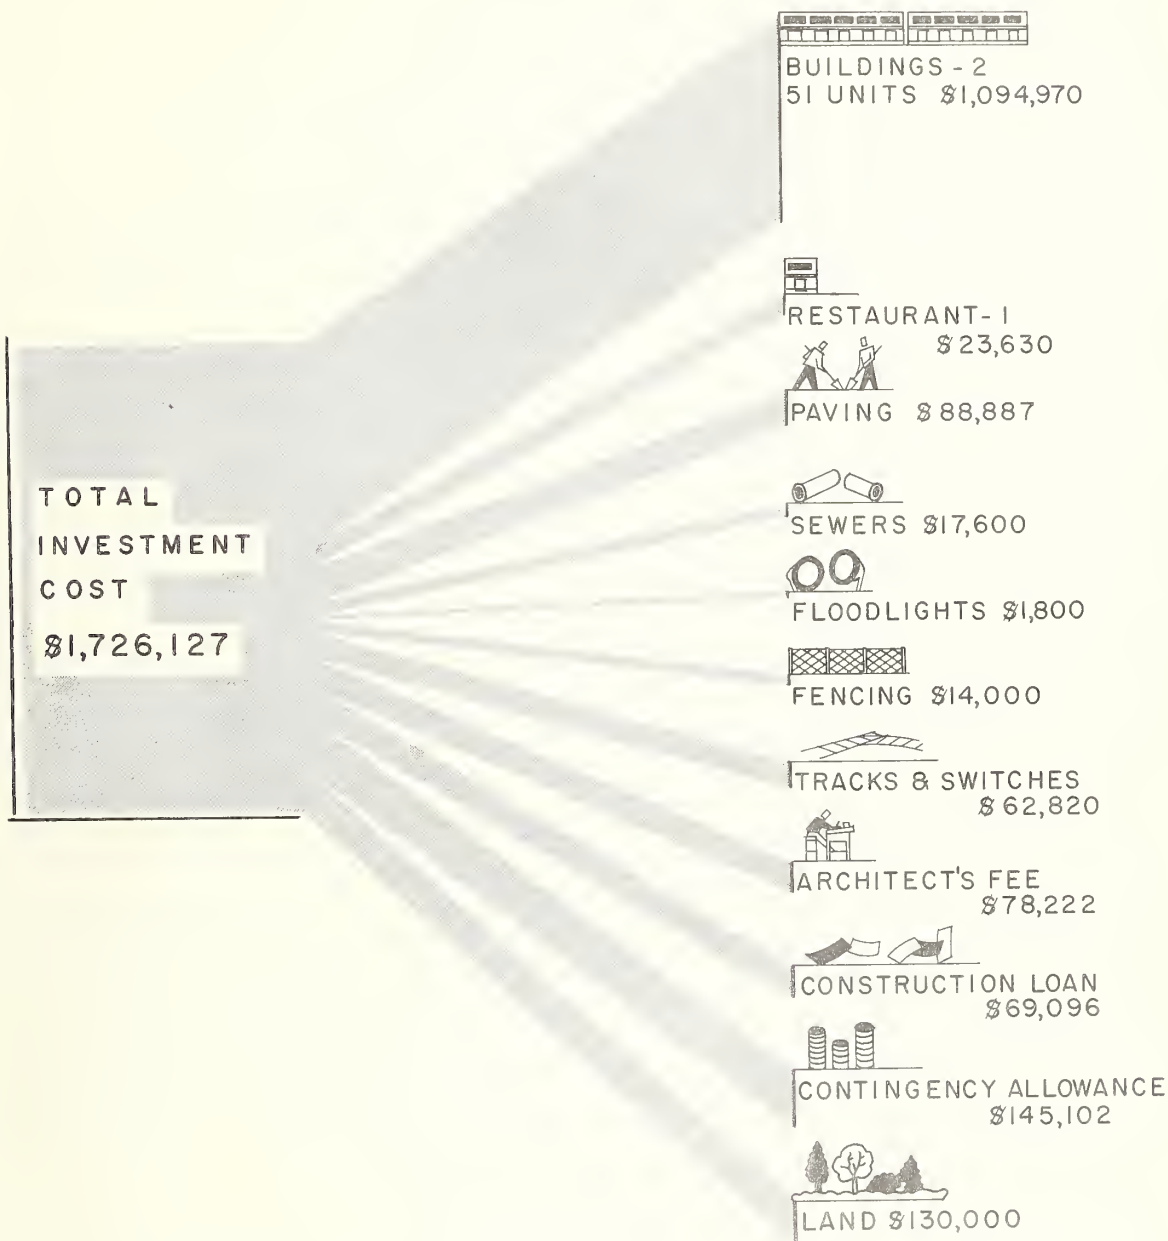 BUILDINGS - 2
51 UNITS $1,094,970
RESTAURANT - 1
$23,630
PAVING $88,887
SEWERS $17,600
FLOODLIGHTS $1,800
FENCING $14,000
TRACKS & SWITCHES
$62,820
ARCHITECT'S FEE
$78,222
CONSTRUCTION LOAN
$69,096
CONTINGENCY ALLOWANCE
$145,102
LAND $130,000
TOTAL
INVESTMENT
COST
$1,726,127